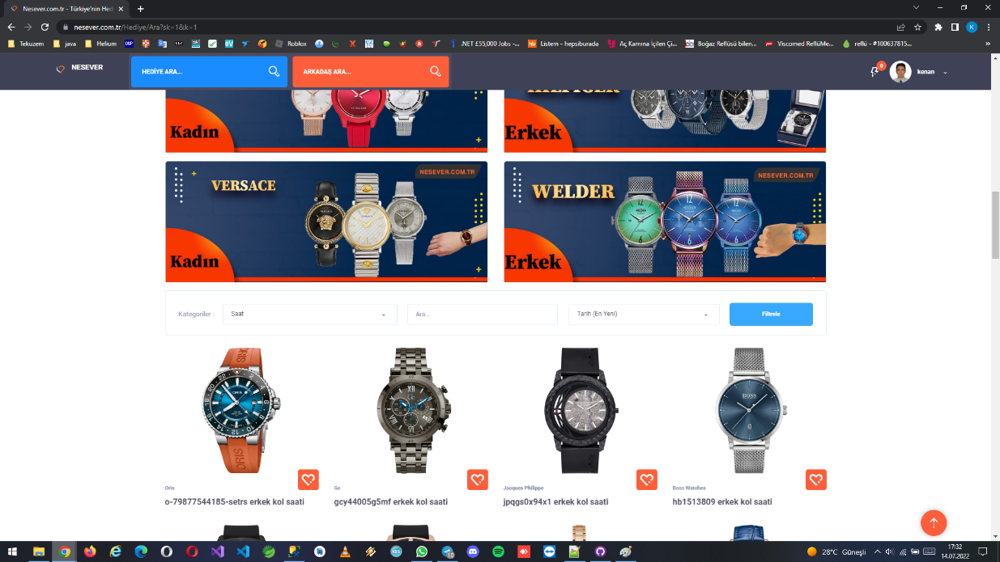 Nesever.com.tr - Türkiye'nin Hed
nesever.com.tr/Hediye/Ara?sk=1&k=1
K
Tekuzem
java
Helium
Roblox
.NET £55,000 Jobs -...
Listem - hepsiburada
Aç Karnına İçilen Çi...
Boğaz Reflüsü bilen...
Viscomed ReflüMe...
reflü - #100637815...
»
NESEVER
HEDİYE ARA...
ARKADAŞ ARA...
0
kenan
Kadın
Erkek
VERSACE
NESEVER.COM.TR
Kadın
WELDER
NESEVER.COM.TR
Erkek
Kategoriler :
Saat
Ara...
Tarih (En Yeni)
Filtrele
ORIS
Gc
BOSS
Oris
Gc
Jacques Philippe
Boss Watches
o-79877544185-setrs erkek kol saati
gcy44005g5mf erkek kol saati
jpqgs0x94x1 erkek kol saati
hb1513809 erkek kol saati
28°C Güneşli
17:32
14.07.2022